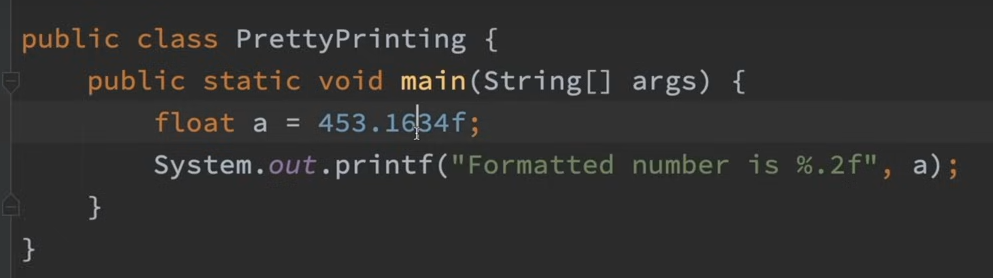 public class PrettyPrinting {
    public static void main(String[] args) {
        float a = 453.1634f;
        System.out.printf("Formatted number is %.2f", a);
    }
}